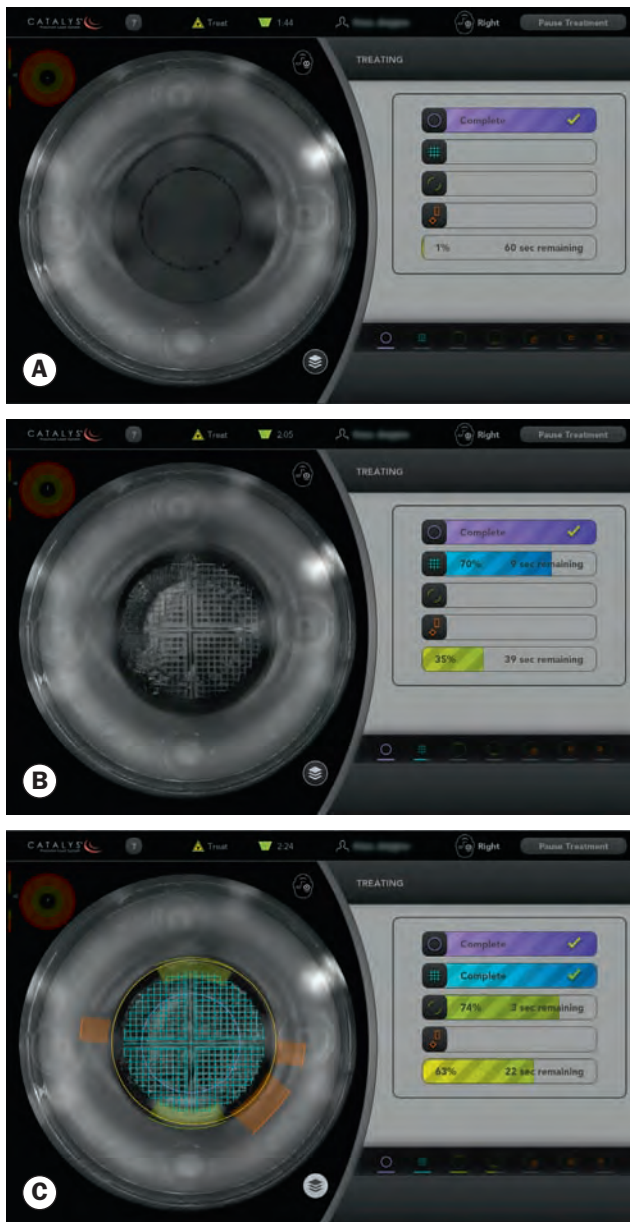 CATALYS ? Treat 1:44 Right Pause Treatment
TREATING
Complete
1% 60 sec remaining
A
CATALYS ? Treat 2:05 Right Pause Treatment
TREATING
Complete
70% 9 sec remaining
35% 39 sec remaining
B
CATALYS ? Treat 2:24 Right Pause Treatment
TREATING
Complete
Complete
74% 3 sec remaining
63% 22 sec remaining
C